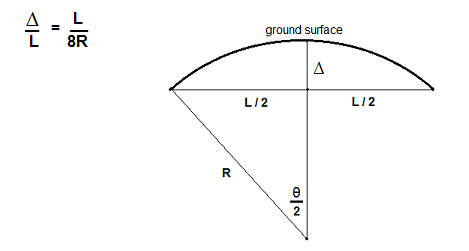 Δ/L = L/8R
ground surface
Δ
L / 2 L / 2
R
θ/2